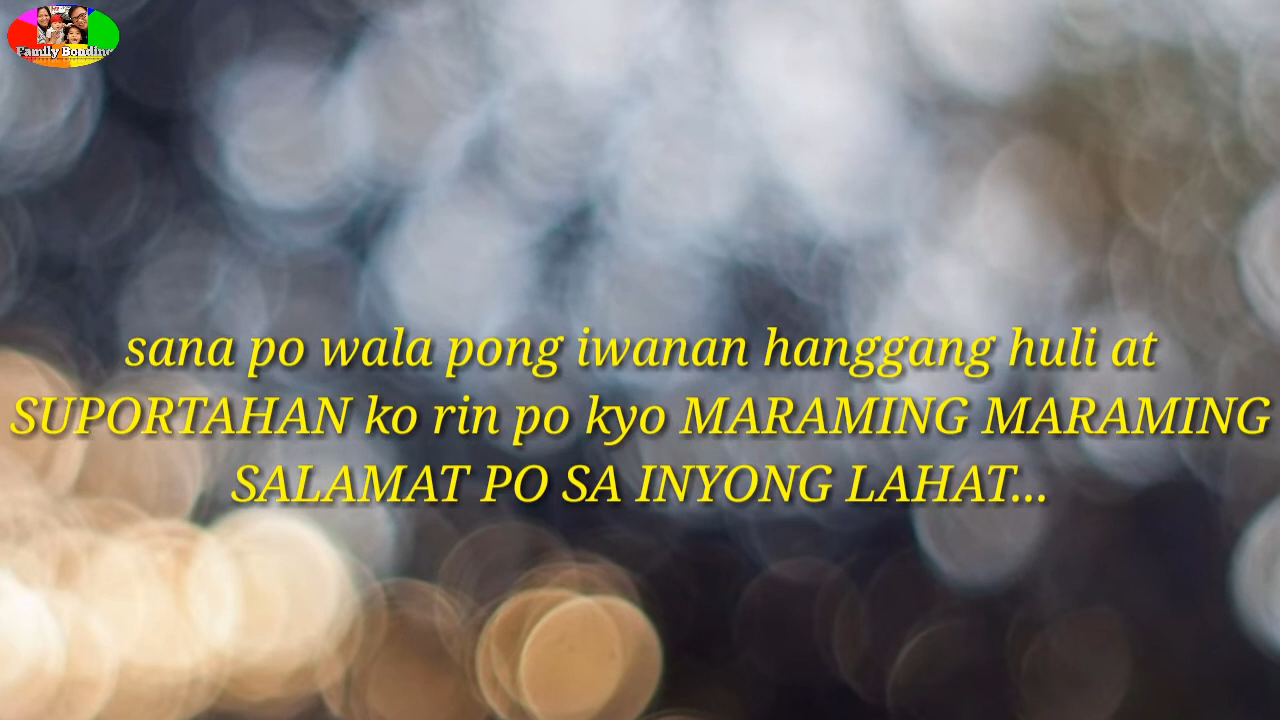 Family Bonding
sana po wala pong iwanan hanggang huli at
SUPORTAHAN ko rin po kyo MARAMING MARAMING
SALAMAT PO SA INYONG LAHAT...